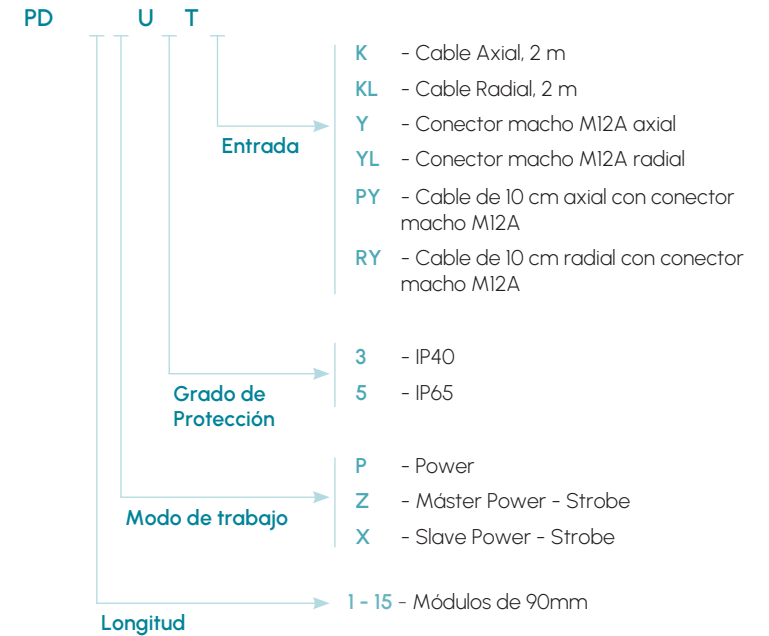 PD U T
K - Cable Axial, 2 m
KL - Cable Radial, 2 m
Y - Conector macho M12A axial
Entrada
YL - Conector macho M12A radial
PY - Cable de 10 cm axial con conector
macho M12A
RY - Cable de 10 cm radial con conector
macho M12A
3 - IP40
Grado de
Protección
5 - IP65
P - Power
Z - Máster Power - Strobe
Modo de trabajo
X - Slave Power - Strobe
1 - 15 - Módulos de 90mm
Longitud